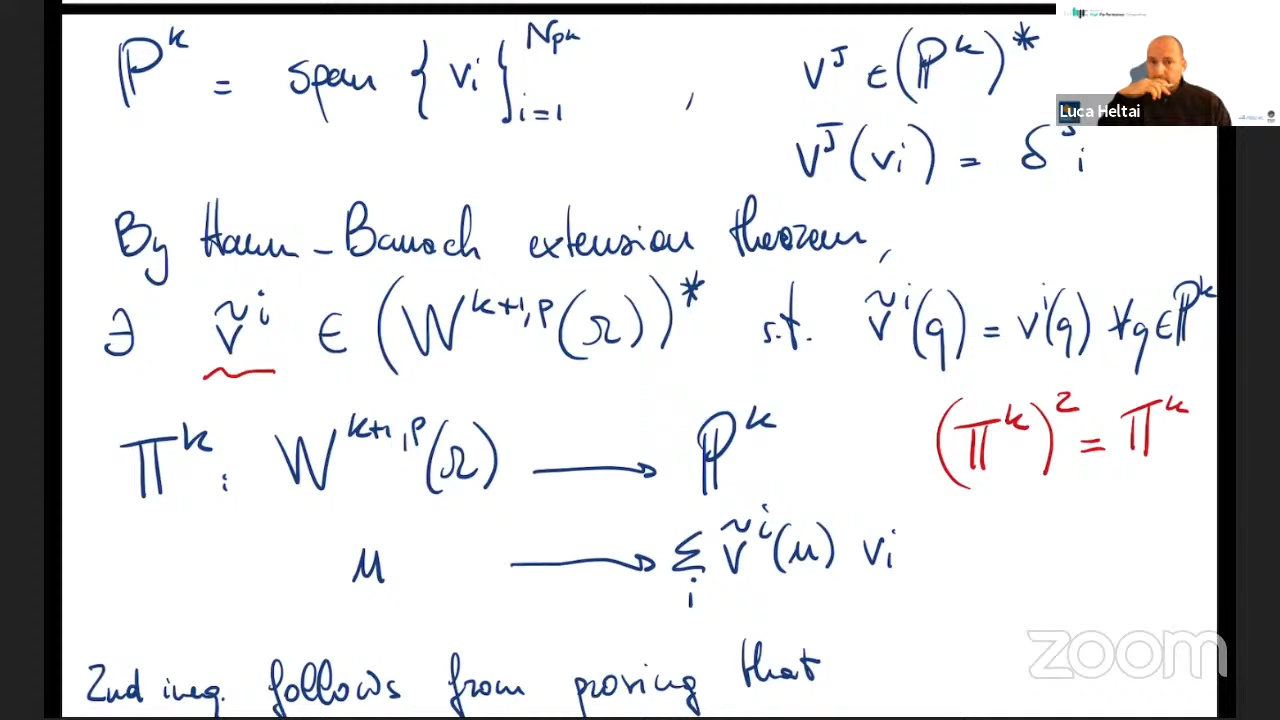 ℙ^k = span { v_i }_{i=1}^{N_{pk}} , v^J ∈ (ℙ^k)^*
v^J(v_i) = δ^J_i
Luca Heltai
By Hann-Banach extension theorem,
∃ ṽ^i ∈ (W^{k+1,p}(Ω))^* s.t. ṽ^i(q) = v^i(q) ∀q∈ℙ^k
Π^k : W^{k+1,p}(Ω) → ℙ^k (Π^k)^2 = Π^k
u → Σ_i ṽ^i(u) v_i
2nd ineq. follows from proving that
zoom